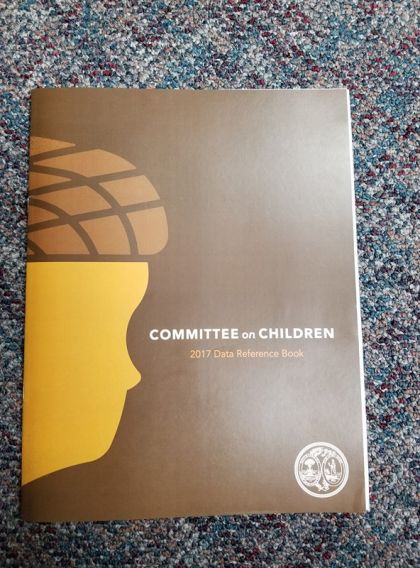 COMMITTEE on CHILDREN
2017 Data Reference Book